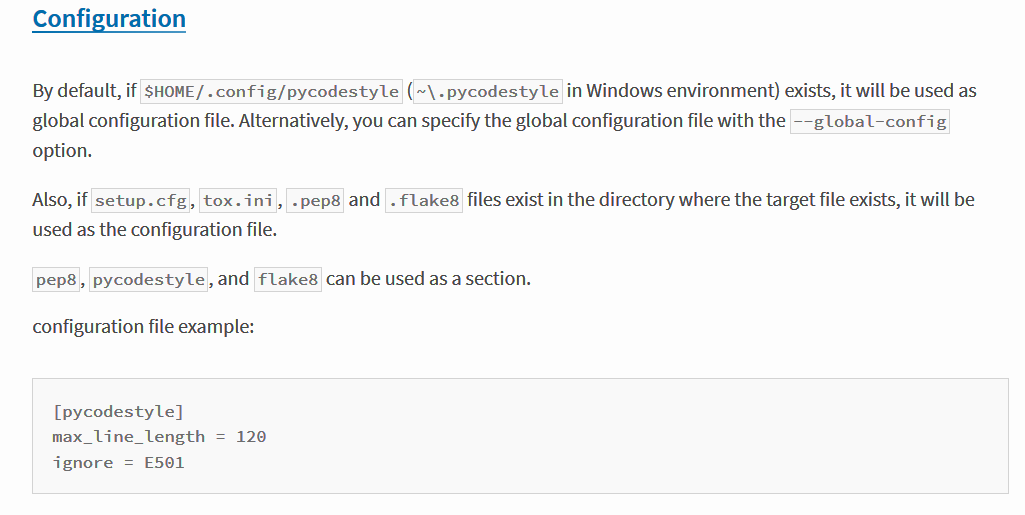 Configuration
By default, if $HOME/.config/pycodestyle (~\.pycodestyle in Windows environment) exists, it will be used as
global configuration file. Alternatively, you can specify the global configuration file with the --global-config
option.
Also, if setup.cfg, tox.ini, .pep8 and .flake8 files exist in the directory where the target file exists, it will be
used as the configuration file.
pep8, pycodestyle, and flake8 can be used as a section.
configuration file example:
[pycodestyle]
max_line_length = 120
ignore = E501